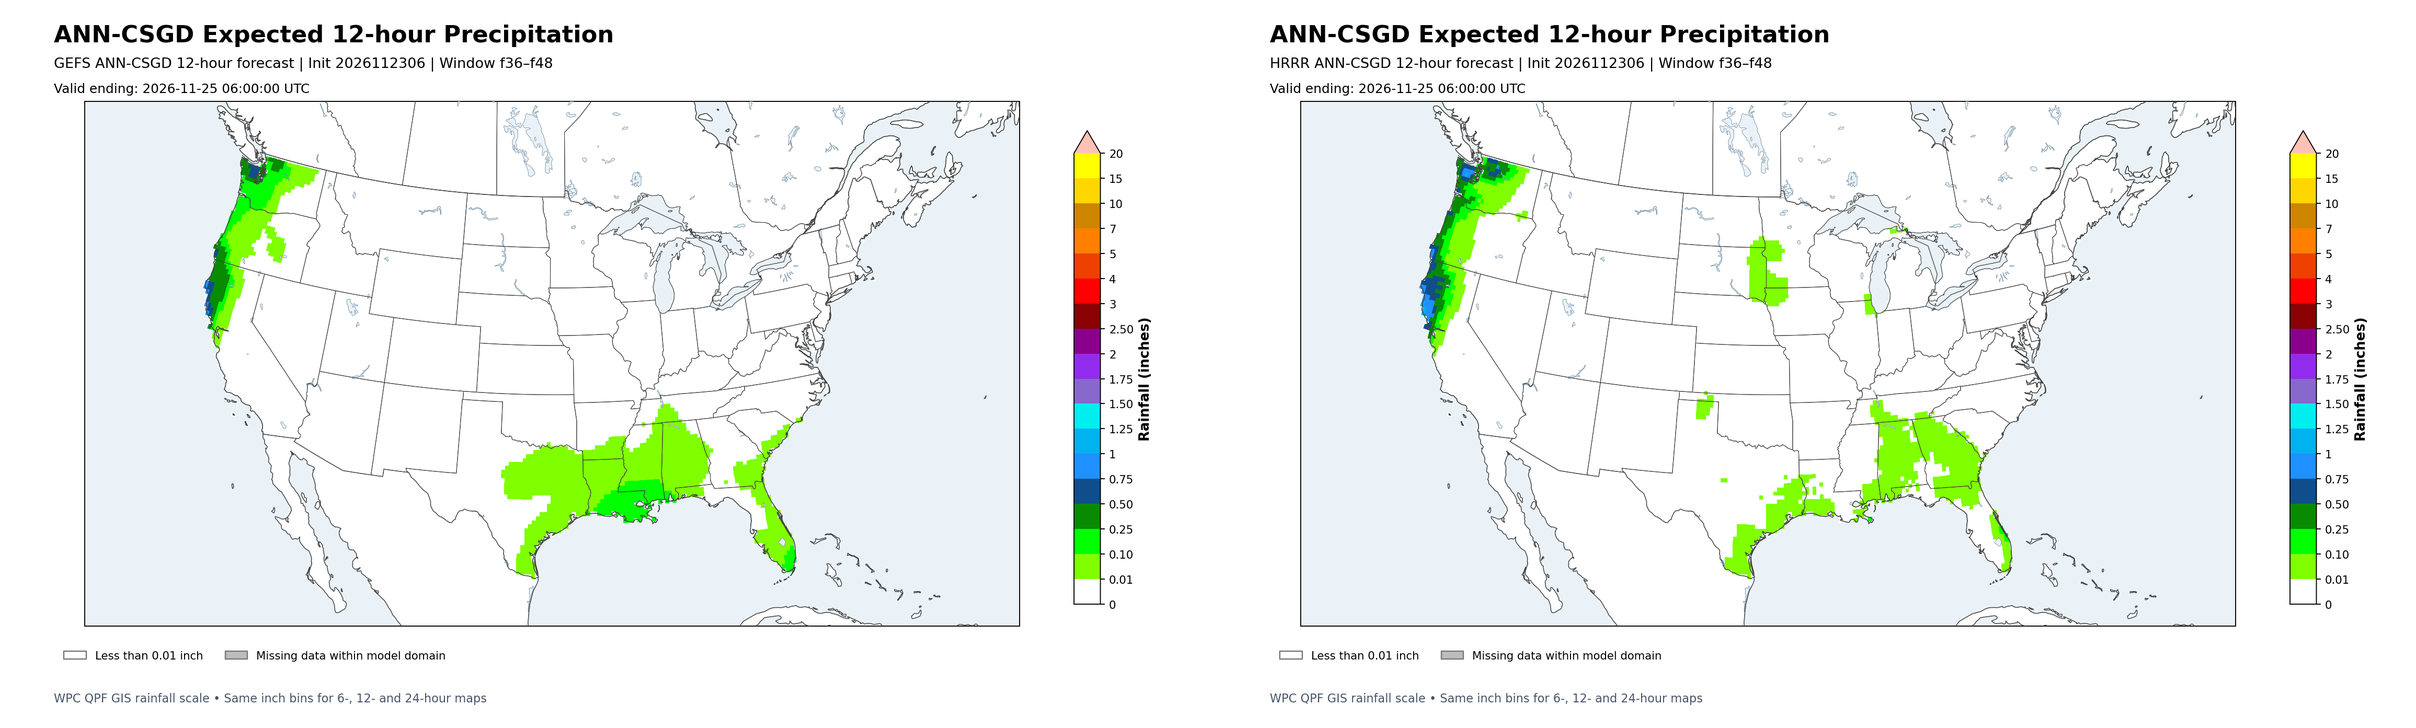 ANN-CSGD Expected 12-hour Precipitation
GEFS ANN-CSGD 12-hour forecast | Init 2026112306 | Window f36–f48
Valid ending: 2026-11-25 06:00:00 UTC
20
15
10
7
5
4
3
2.50
2
1.75
1.50
1.25
1
0.75
0.50
0.25
0.10
0.01
0
Rainfall (inches)
Less than 0.01 inch
Missing data within model domain
WPC QPF GIS rainfall scale • Same inch bins for 6-, 12- and 24-hour maps
ANN-CSGD Expected 12-hour Precipitation
HRRR ANN-CSGD 12-hour forecast | Init 2026112306 | Window f36–f48
Valid ending: 2026-11-25 06:00:00 UTC
20
15
10
7
5
4
3
2.50
2
1.75
1.50
1.25
1
0.75
0.50
0.25
0.10
0.01
0
Rainfall (inches)
Less than 0.01 inch
Missing data within model domain
WPC QPF GIS rainfall scale • Same inch bins for 6-, 12- and 24-hour maps